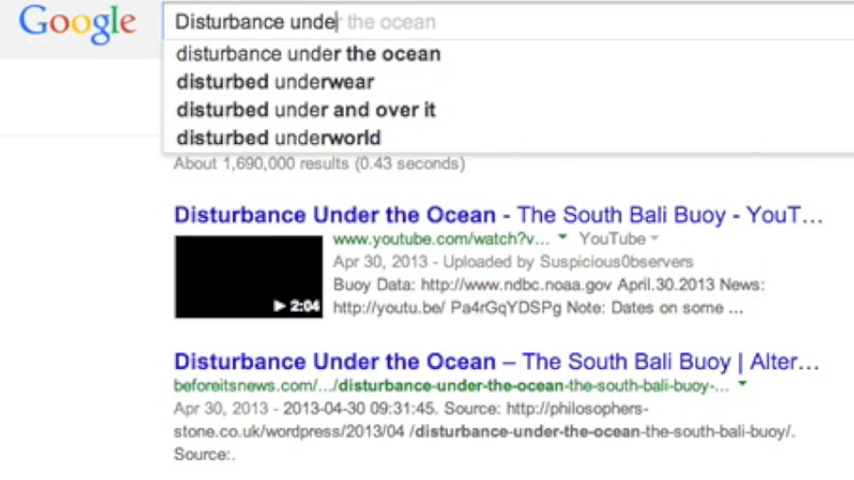 Google
Disturbance under the ocean
disturbance under the ocean
disturbed underwear
disturbed under and over it
disturbed underworld
About 1,690,000 results (0.43 seconds)
Disturbance Under the Ocean - The South Bali Buoy - YouT...
www.youtube.com/watch?v... YouTube
Apr 30, 2013 - Uploaded by Suspicious0bservers
Buoy Data: http://www.ndbc.noaa.gov April.30.2013 News:
2:04 http://youtu.be/ Pa4rGqYDSPg Note: Dates on some ...
Disturbance Under the Ocean – The South Bali Buoy | Alter...
beforeitsnews.com/.../disturbance-under-the-ocean-the-south-bali-buoy-...
Apr 30, 2013 - 2013-04-30 09:31:45. Source: http://philosophers-
stone.co.uk/wordpress/2013/04 /disturbance-under-the-ocean-the-south-bali-buoy/.
Source:.